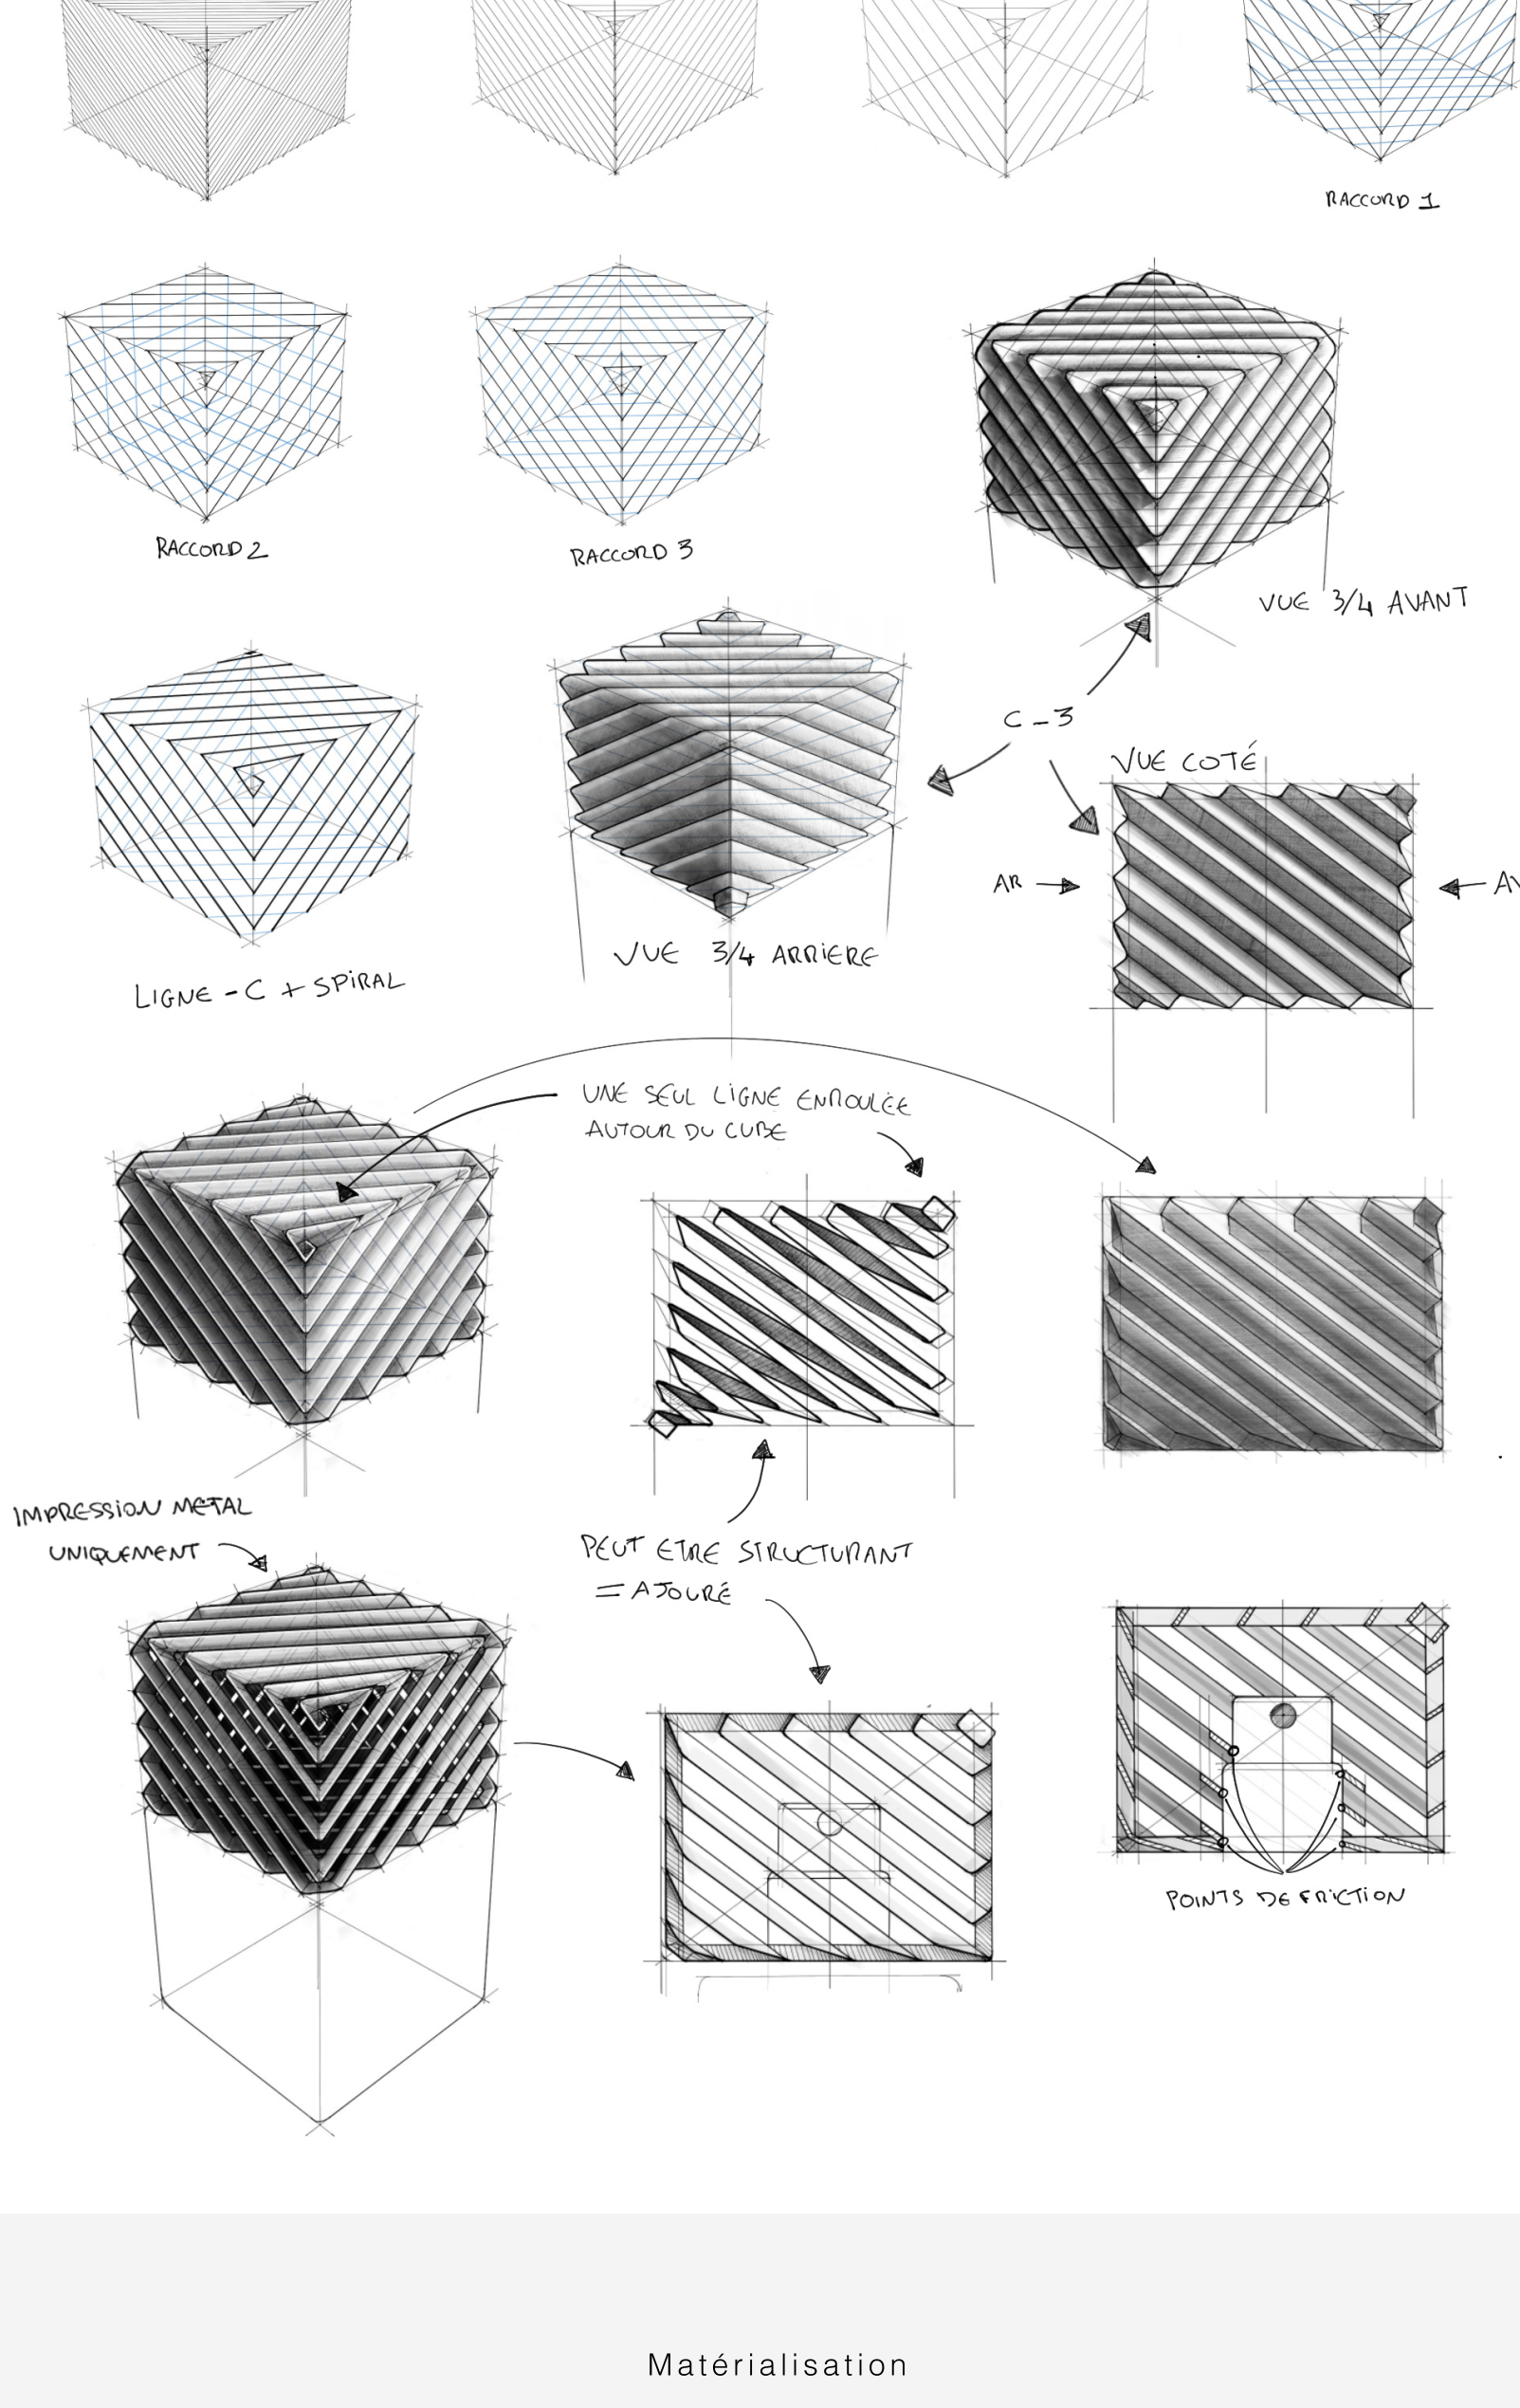 RACCORD 1
RACCORD 2
RACCORD 3
VUE 3/4 AVANT
C-3
VUE COTÉ
AR
AV
VUE 3/4 ARRIERE
LIGNE-C + SPIRAL
UNE SEUL LIGNE ENROULÉE
AUTOUR DU CUBE
IMPRESSION METAL
UNIQUEMENT
PEUT ETRE STRUCTURANT
= AJOURÉ
POINTS DE FRICTION
Matérialisation